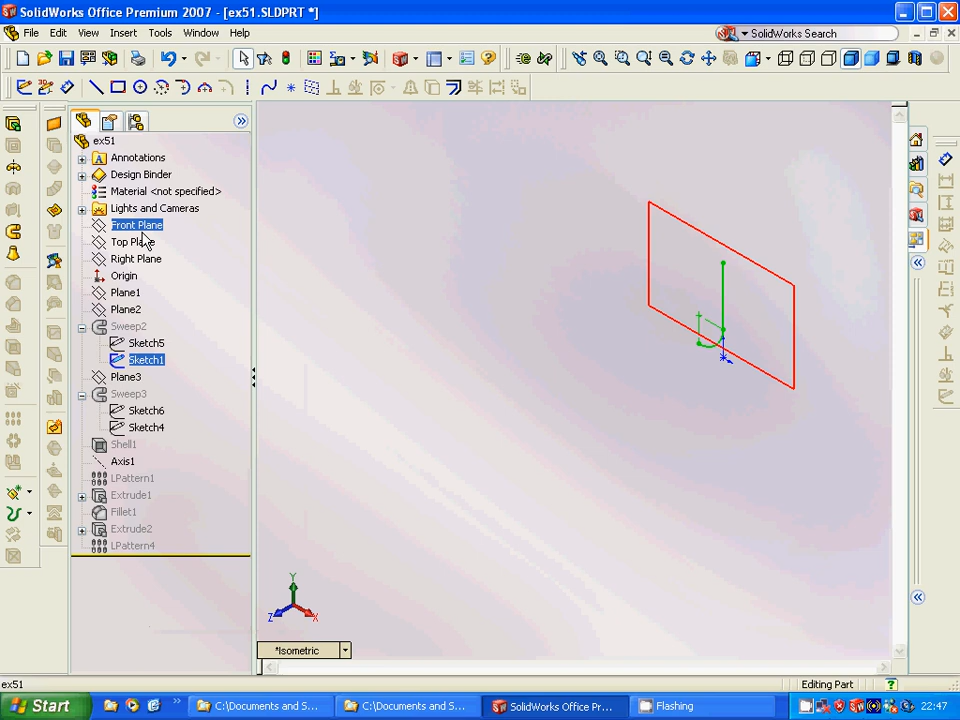 SolidWorks Office Premium 2007 - [ex51.SLDPRT *]
File Edit View Insert Tools Window Help
SolidWorks Search
ex51
Annotations
Design Binder
Material <not specified>
Lights and Cameras
Front Plane
Top Plane
Right Plane
Origin
Plane1
Plane2
Sweep2
Sketch5
Sketch1
Plane3
Sweep3
Sketch6
Sketch4
Shell1
Axis1
LPattern1
Extrude1
Fillet1
Extrude2
LPattern4
Y
Z X
*Isometric
ex51
Editing Part
Start
C:\Documents and S...
C:\Documents and S...
SolidWorks Office Pr...
Flashing
22:47